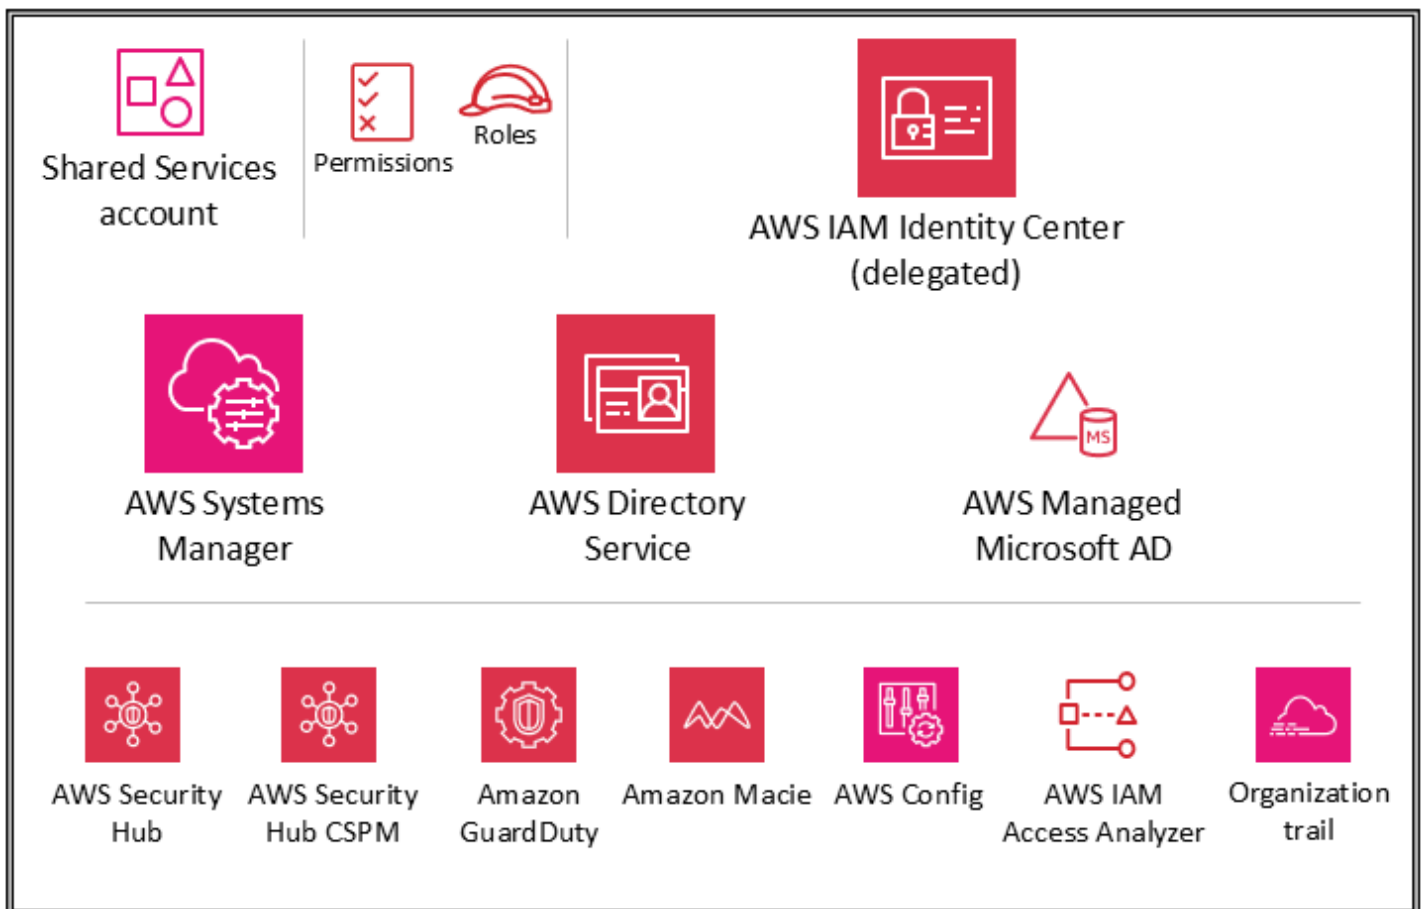 Shared Services
account
Permissions
Roles
AWS IAM Identity Center
(delegated)
AWS Systems
Manager
AWS Directory
Service
MS
AWS Managed
Microsoft AD
AWS Security
Hub
AWS Security
Hub CSPM
Amazon
GuardDuty
Amazon Macie
AWS Config
AWS IAM
Access Analyzer
Organization
trail